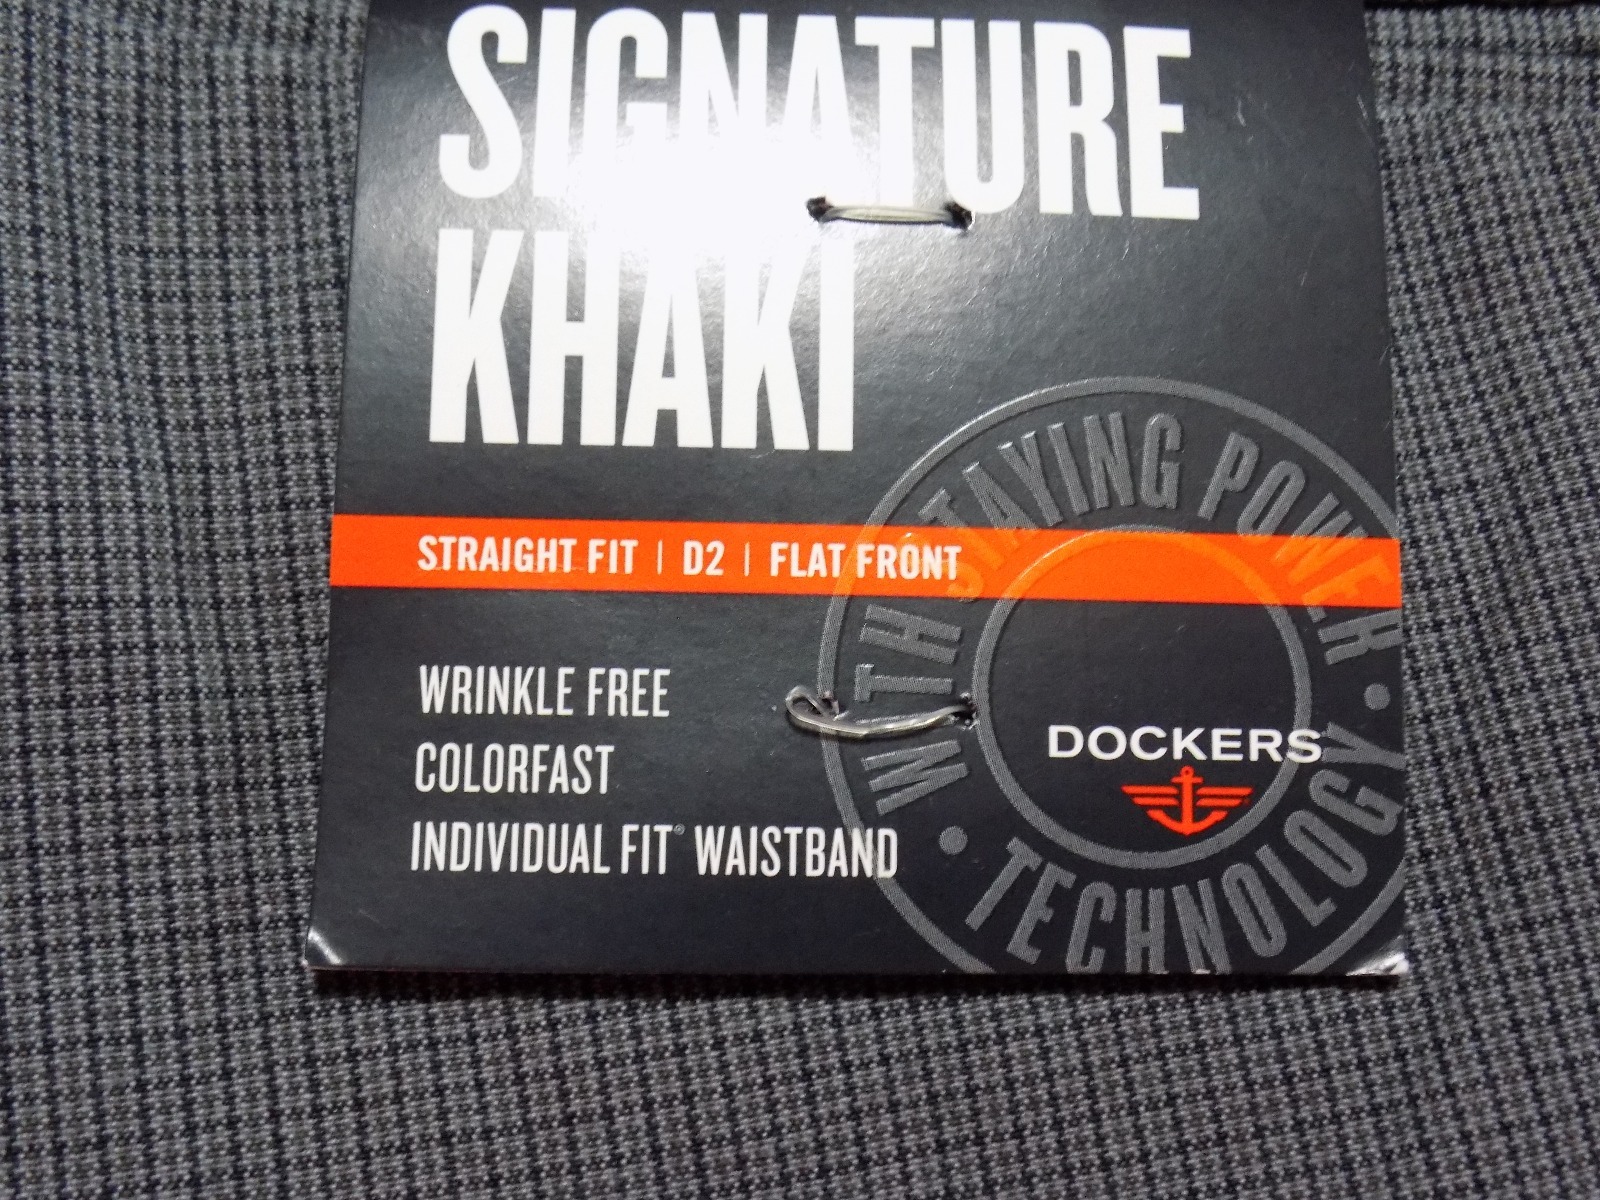 SIGNATURE
KHAKI
STRAIGHT FIT | D2 | FLAT FRONT
WRINKLE FREE
COLORFAST
INDIVIDUAL FIT® WAISTBAND
WITH STAYING POWER • TECHNOLOGY •
DOCKERS